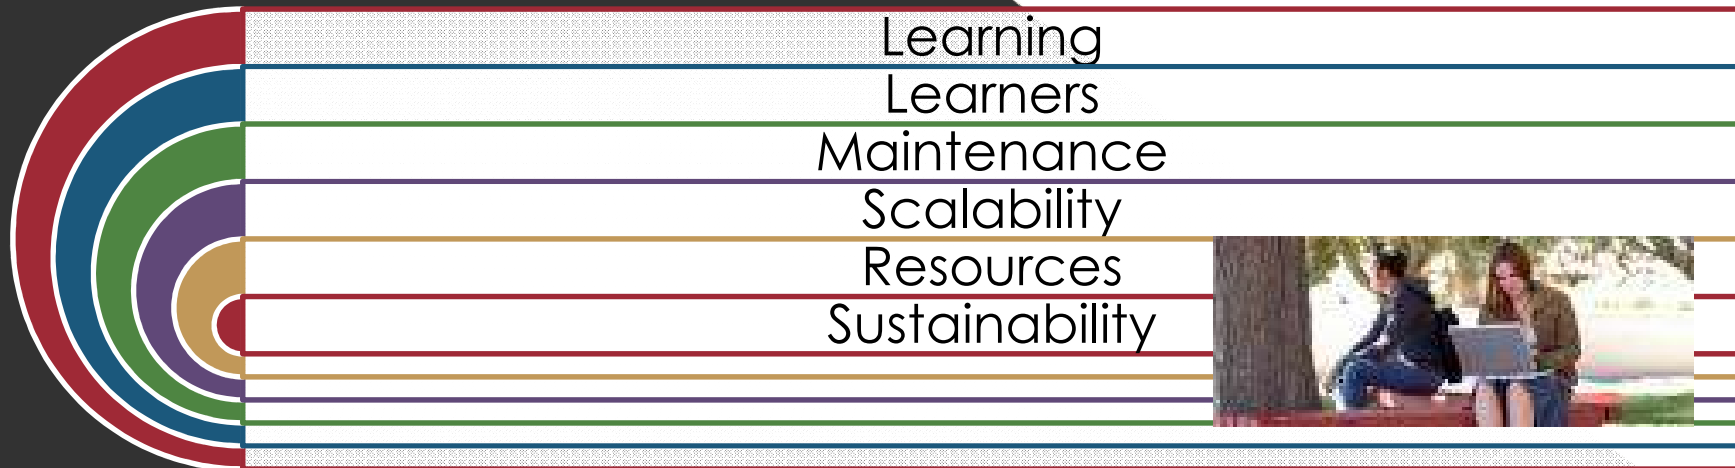 Learning
Learners
Maintenance
Scalability
Resources
Sustainability